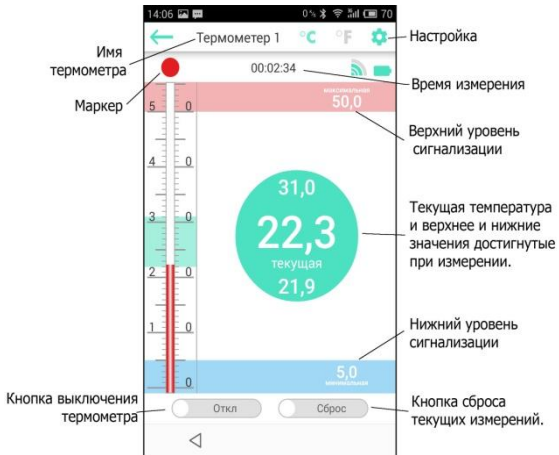 14:06 0% 70
Термометер 1 °C °F
00:02:34
Имя
термометра
Маркер
Настройка
Время измерения
максимальная
50,0
Верхний уровень
сигнализации
5 0
4 0
3 0
2 0
1 0
0
31,0
22,3
текущая
21,9
Текущая температура
и верхнее и нижние
значения достигнутые
при измерении.
Нижний уровень
сигнализации
5,0
минимальная
Кнопка выключения
термометра
Откл
Сброс
Кнопка сброса
текущих измерений.